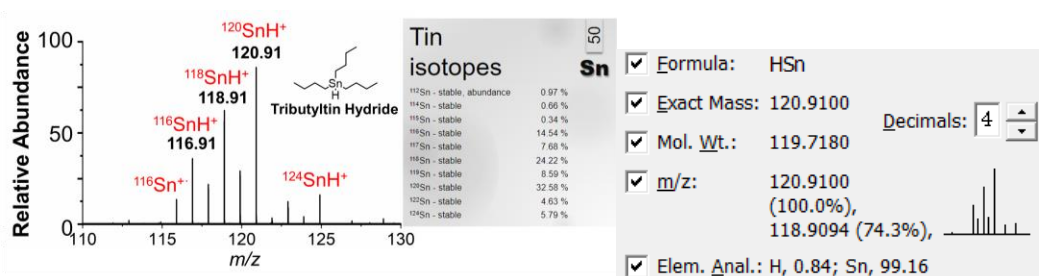 Relative Abundance
100
50
0
110
115
120
125
130
m/z
¹²⁰SnH⁺
120.91
¹¹⁸SnH⁺
118.91
¹¹⁶SnH⁺
116.91
¹¹⁶Sn⁺·
¹²⁴SnH⁺
Sn
H
Tributyltin Hydride
Tin
isotopes
50
Sn
¹¹²Sn - stable, abundance 0.97 %
¹¹⁴Sn - stable 0.66 %
¹¹⁵Sn - stable 0.34 %
¹¹⁶Sn - stable 14.54 %
¹¹⁷Sn - stable 7.68 %
¹¹⁸Sn - stable 24.22 %
¹¹⁹Sn - stable 8.59 %
¹²⁰Sn - stable 32.58 %
¹²²Sn - stable 4.63 %
¹²⁴Sn - stable 5.79 %
Formula: HSn
Exact Mass: 120.9100
Mol. Wt.: 119.7180
m/z: 120.9100
(100.0%),
118.9094 (74.3%),
Elem. Anal.: H, 0.84; Sn, 99.16
Decimals: 4